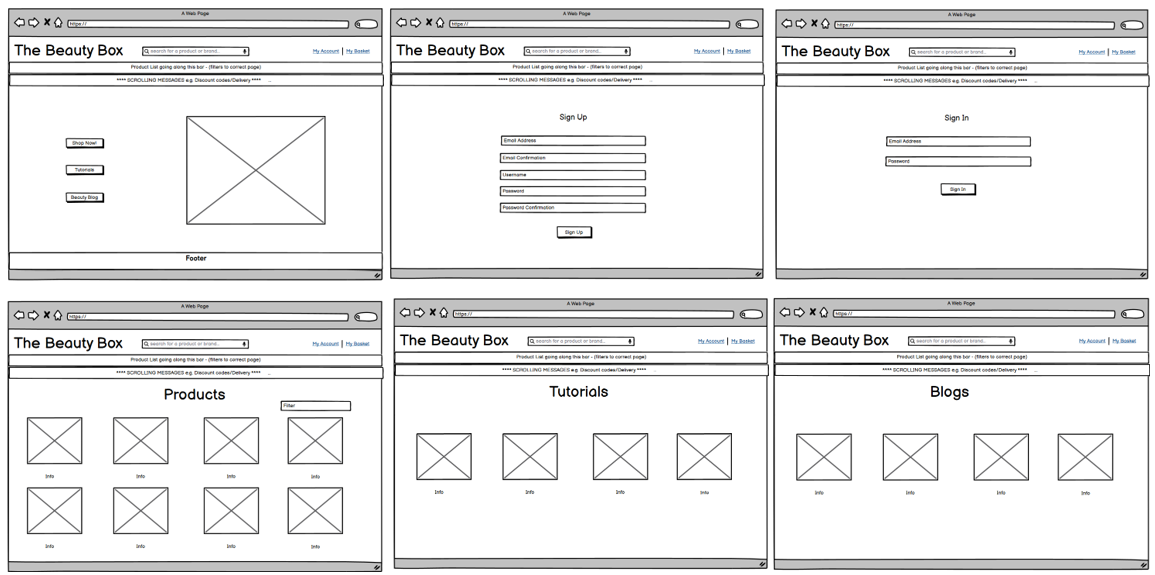 A Web Page
https://
The Beauty Box
search for a product or brand..
My Account | My Basket
Product List going along this bar - (filters to correct page)
**** SCROLLING MESSAGES e.g. Discount codes/Delivery **** ...
Shop Now!
Tutorials
Beauty Blog
Footer
A Web Page
https://
The Beauty Box
search for a product or brand..
My Account | My Basket
Product List going along this bar - (filters to correct page)
**** SCROLLING MESSAGES e.g. Discount codes/Delivery **** ...
Sign Up
Email Address
Email Confirmation
Username
Password
Password Confirmation
Sign Up
A Web Page
https://
The Beauty Box
search for a product or brand..
My Account | My Basket
Product List going along this bar - (filters to correct page)
**** SCROLLING MESSAGES e.g. Discount codes/Delivery **** ...
Sign In
Email Address
Password
Sign In
A Web Page
https://
The Beauty Box
search for a product or brand..
My Account | My Basket
Product List going along this bar - (filters to correct page)
**** SCROLLING MESSAGES e.g. Discount codes/Delivery **** ...
Products
Filter
Info Info Info Info
Info Info Info Info
A Web Page
https://
The Beauty Box
search for a product or brand..
My Account | My Basket
Product List going along this bar - (filters to correct page)
**** SCROLLING MESSAGES e.g. Discount codes/Delivery **** ...
Tutorials
Info Info Info Info
A Web Page
https://
The Beauty Box
search for a product or brand..
My Account | My Basket
Product List going along this bar - (filters to correct page)
**** SCROLLING MESSAGES e.g. Discount codes/Delivery **** ...
Blogs
Info Info Info Info